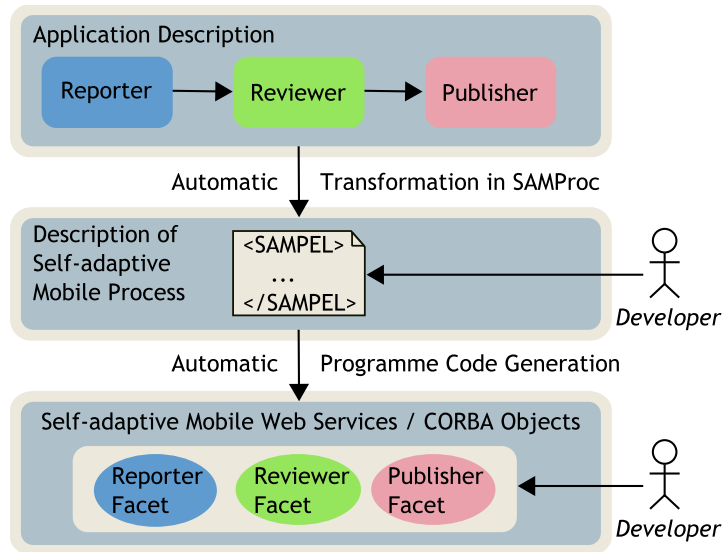 Application Description
Reporter
Reviewer
Publisher
Automatic
Transformation in SAMProc
Description of
Self-adaptive
Mobile Process
<SAMPEL>
...
</SAMPEL>
Developer
Automatic
Programme Code Generation
Self-adaptive Mobile Web Services / CORBA Objects
Reporter
Facet
Reviewer
Facet
Publisher
Facet
Developer